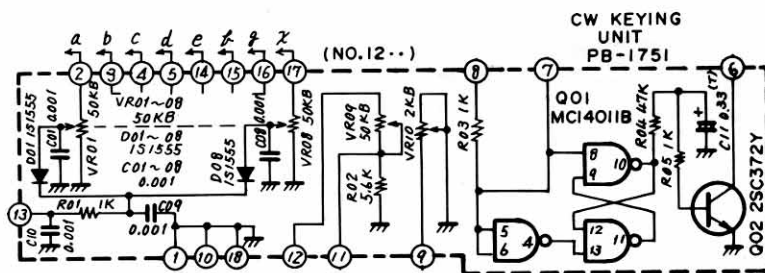 CW KEYING
UNIT
PB-1751
(NO.12··)
a b c d e f g x
2 3 4 5 14 15 16 17
8 7 6
50KB
C01 0.001
D01 1S1555
VR01
VR01~08
50KB
D01~08
1S1555
C01~08
0.001
C08 0.001
D08
1S1555
VR08 50KB
VR09
50KB
VR10 2KB
R02
5.6K
R03 1K
Q01
MC14011B
8
9
10
R04 47K
R05 1K
C11 0.33
(T)
+
Q02 2SC372Y
5
6
4
12
13
11
13
R01 1K
C09
0.001
C10
0.001
1 10 18 12 11 9